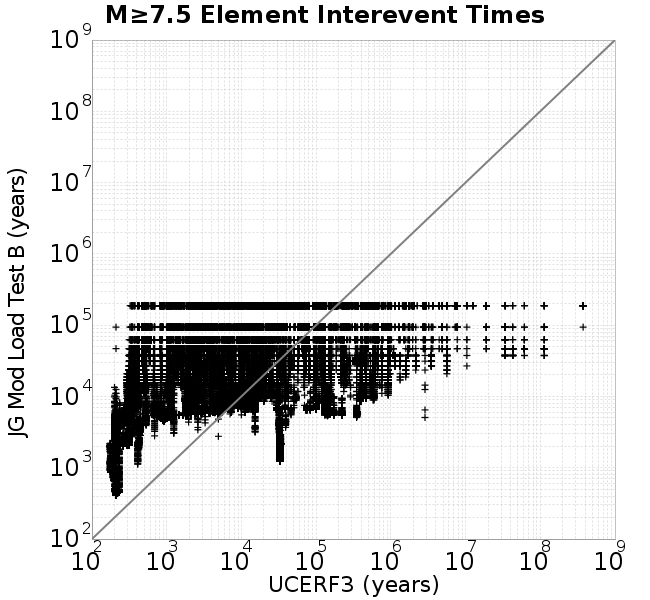 M≥7.5 Element Interevent Times
JG Mod Load Test B (years)
10^9
10^8
10^7
10^6
10^5
10^4
10^3
10^2
10^2 10^3 10^4 10^5 10^6 10^7 10^8 10^9
UCERF3 (years)